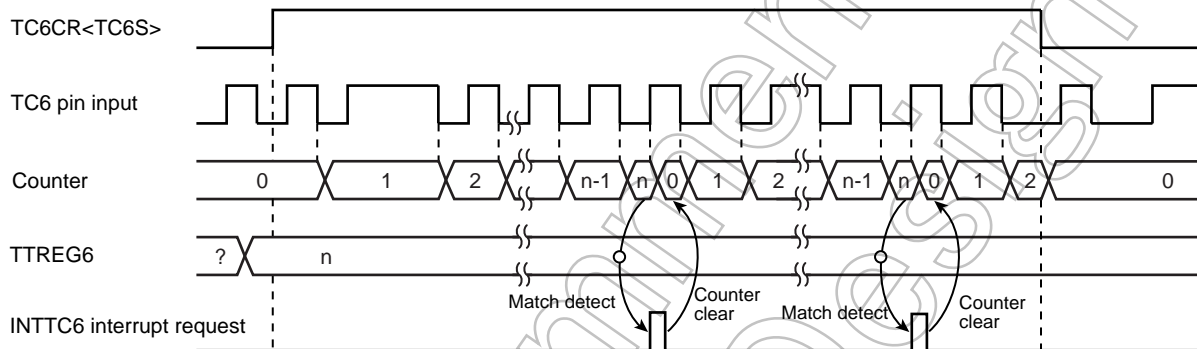 TC6CR<TC6S>
TC6 pin input
Counter 0 1 2 n-1 n 0 1 2 n-1 n 0 1 2 0
TTREG6 ? n
Match detect Counter clear Match detect Counter clear
INTTC6 interrupt request